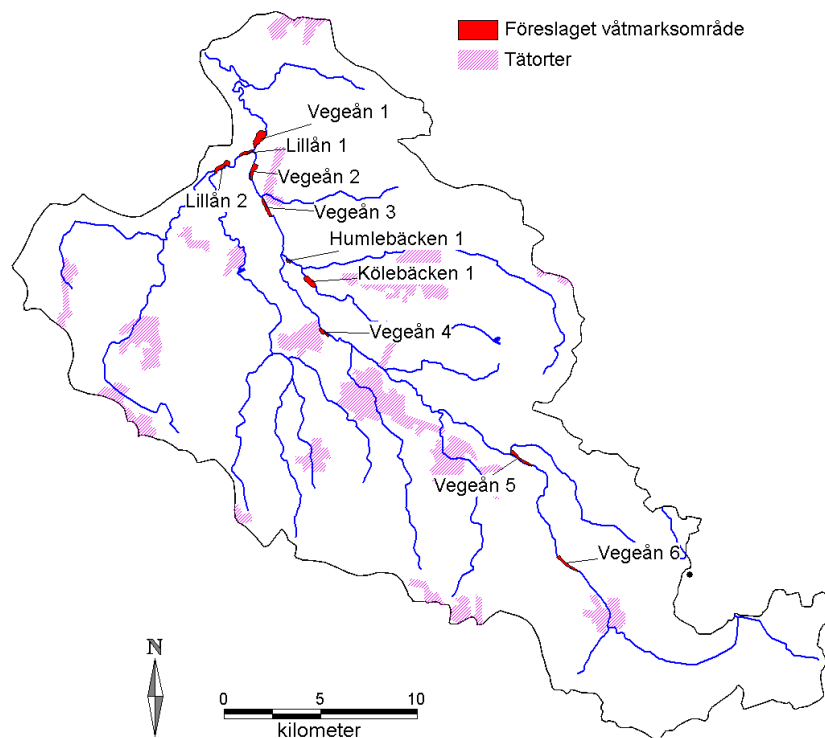 Föreslaget våtmarksområde
Tätorter
Vegeån 1
Lillån 1
Vegeån 2
Lillån 2
Vegeån 3
Humlebäcken 1
Kölebäcken 1
Vegeån 4
Vegeån 5
Vegeån 6
N
0 5 10
kilometer